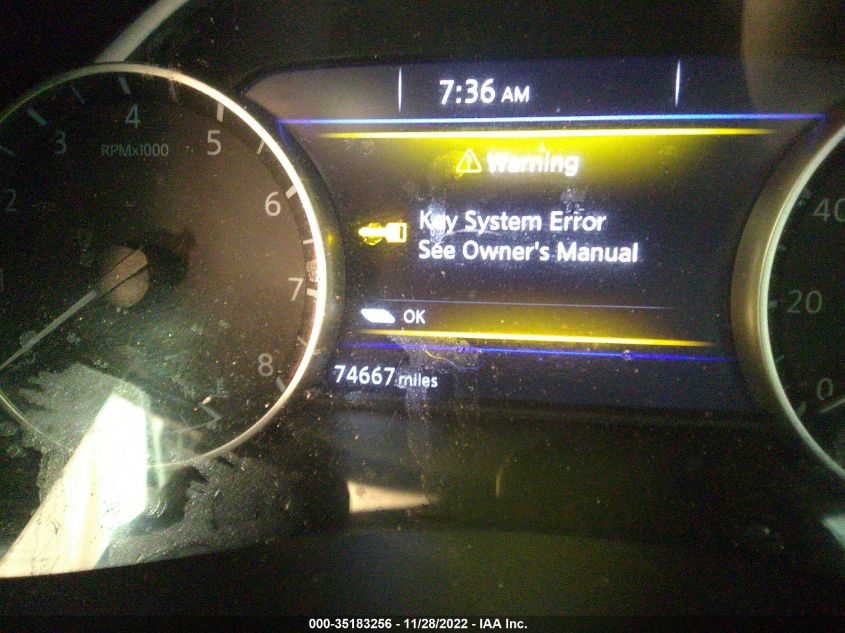 7:36 AM
Warning
Key System Error
See Owner's Manual
OK
74667 miles
RPMx1000
2
3
4
5
6
7
8
40
20
0
000-35183256 - 11/28/2022 - IAA Inc.